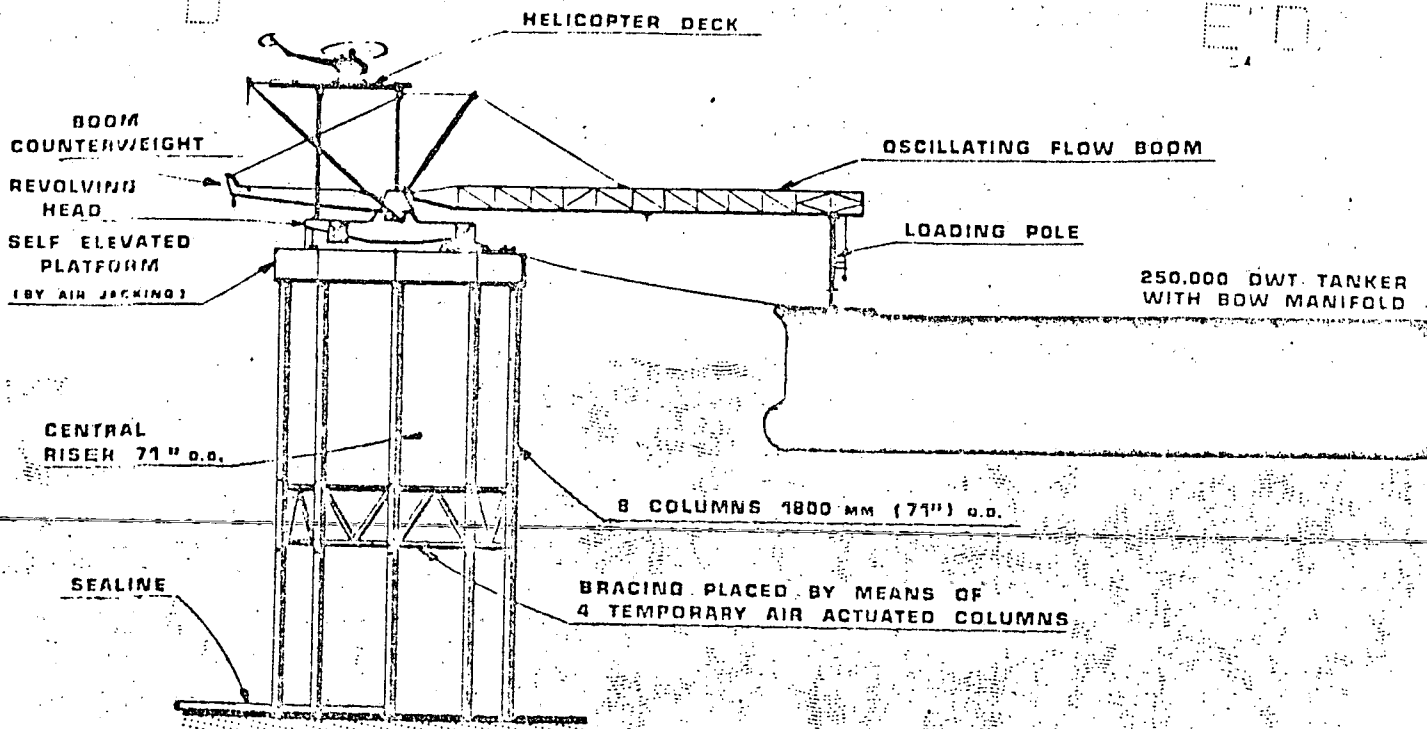 HELICOPTER DECK
BOOM
COUNTERWEIGHT
OSCILLATING FLOW BOOM
REVOLVING
HEAD
LOADING POLE
SELF ELEVATED
PLATFORM
(BY AIR JACKING)
250.000 DWT. TANKER
WITH BOW MANIFOLD
CENTRAL
RISER 71" O.D.
8 COLUMNS 1800 MM (71") O.D.
SEALINE
BRACING PLACED BY MEANS OF
4 TEMPORARY AIR ACTUATED COLUMNS